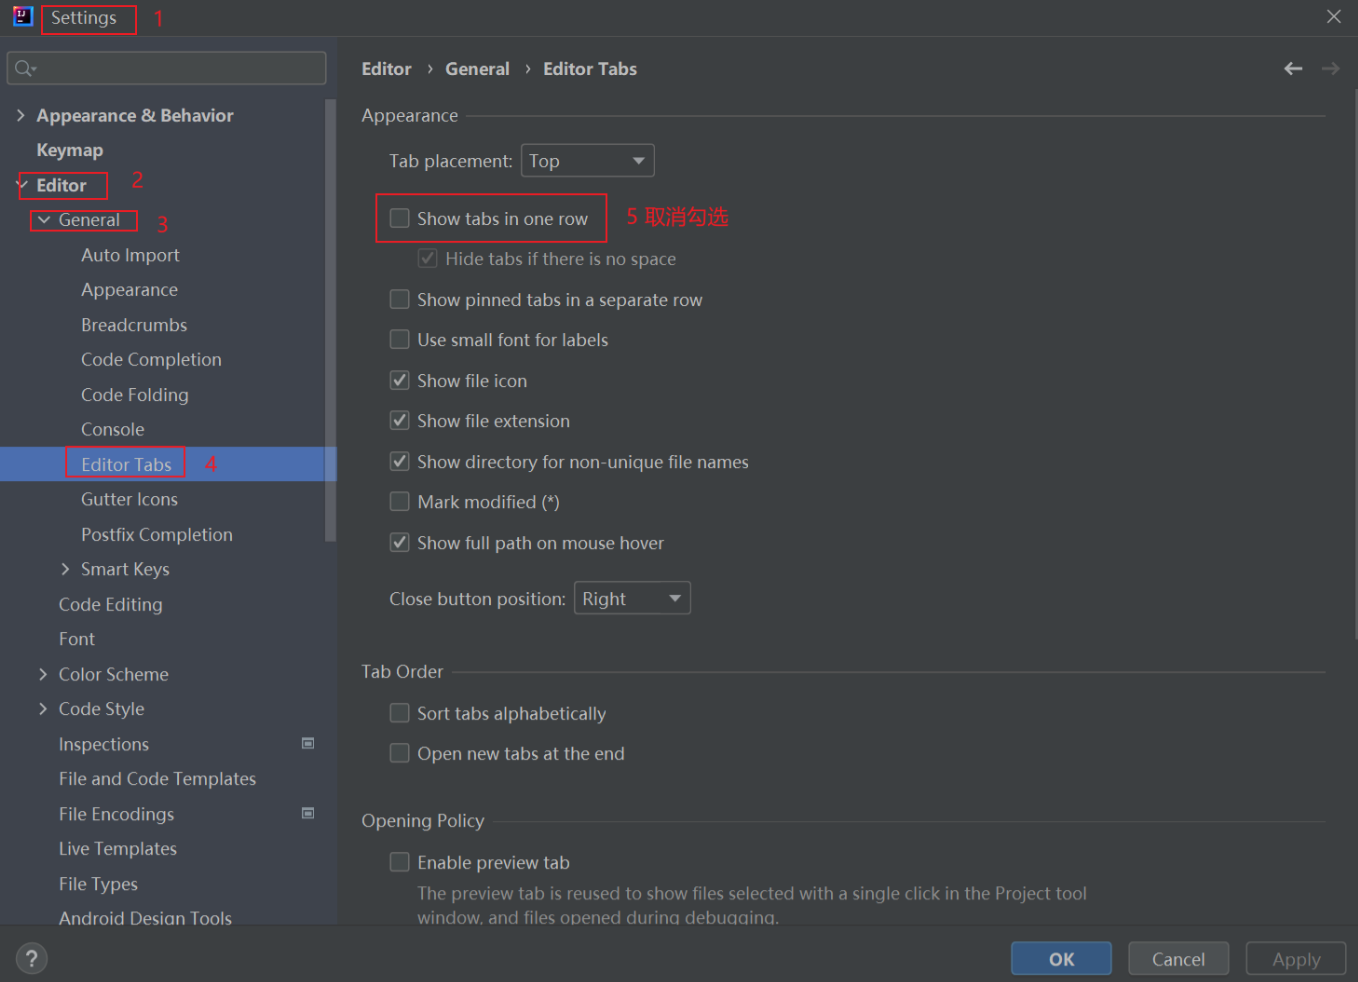 Settings 1
Editor › General › Editor Tabs
Appearance & Behavior
Keymap
Editor 2
General 3
Auto Import
Appearance
Breadcrumbs
Code Completion
Code Folding
Console
Editor Tabs 4
Gutter Icons
Postfix Completion
Smart Keys
Code Editing
Font
Color Scheme
Code Style
Inspections
File and Code Templates
File Encodings
Live Templates
File Types
Android Design Tools
Appearance
Tab placement: Top
Show tabs in one row 5 取消勾选
Hide tabs if there is no space
Show pinned tabs in a separate row
Use small font for labels
Show file icon
Show file extension
Show directory for non-unique file names
Mark modified (*)
Show full path on mouse hover
Close button position: Right
Tab Order
Sort tabs alphabetically
Open new tabs at the end
Opening Policy
Enable preview tab
The preview tab is reused to show files selected with a single click in the Project tool
window, and files opened during debugging.
? OK Cancel Apply